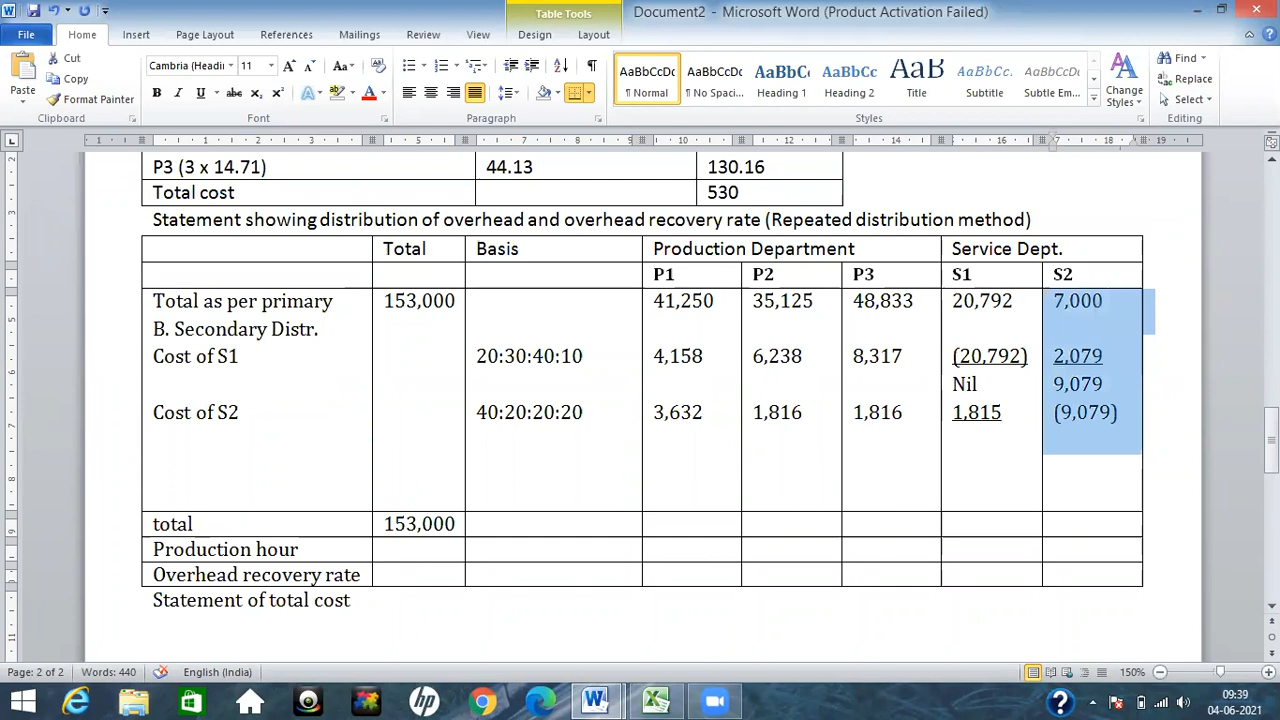 Table Tools
Document2 - Microsoft Word (Product Activation Failed)
File Home Insert Page Layout References Mailings Review View Design Layout
Paste
Cut
Copy
Format Painter
Clipboard
Cambria (Headi 11
Font
Paragraph
AaBbCcDc AaBbCcDc AaBbC AaBbCc AaB AaBbCcL AaBbCcDc
¶ Normal ¶ No Spaci... Heading 1 Heading 2 Title Subtitle Subtle Em...
Styles
Change Styles
Find
Replace
Select
Editing
P3 (3 x 14.71) 44.13 130.16
Total cost 530
Statement showing distribution of overhead and overhead recovery rate (Repeated distribution method)
Total Basis Production Department Service Dept.
P1 P2 P3 S1 S2
Total as per primary 153,000 41,250 35,125 48,833 20,792 7,000
B. Secondary Distr.
Cost of S1 20:30:40:10 4,158 6,238 8,317 (20,792) 2,079
Nil 9,079
Cost of S2 40:20:20:20 3,632 1,816 1,816 1,815 (9,079)
total 153,000
Production hour
Overhead recovery rate
Statement of total cost
Page: 2 of 2 Words: 440 English (India) 150%
09:39
04-06-2021